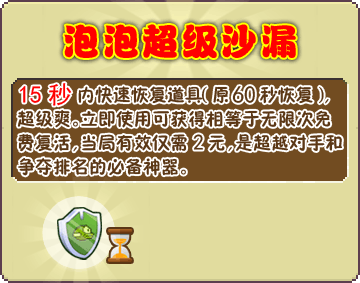 泡泡超级沙漏
15秒内快速恢复道具(原60秒恢复),
超级爽。立即使用可获得相等于无限次免
费复活,当局有效仅需2元,是超越对手和
争夺排名的必备神器。